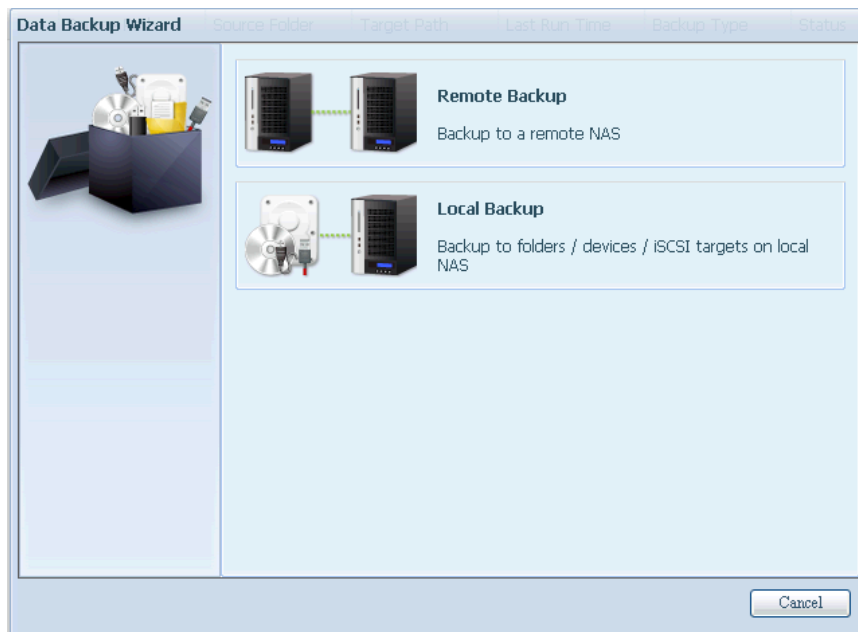 Data Backup Wizard
Source Folder Target Path Last Run Time Backup Type Status
Remote Backup
Backup to a remote NAS
Local Backup
Backup to folders / devices / iSCSI targets on local
NAS
Cancel